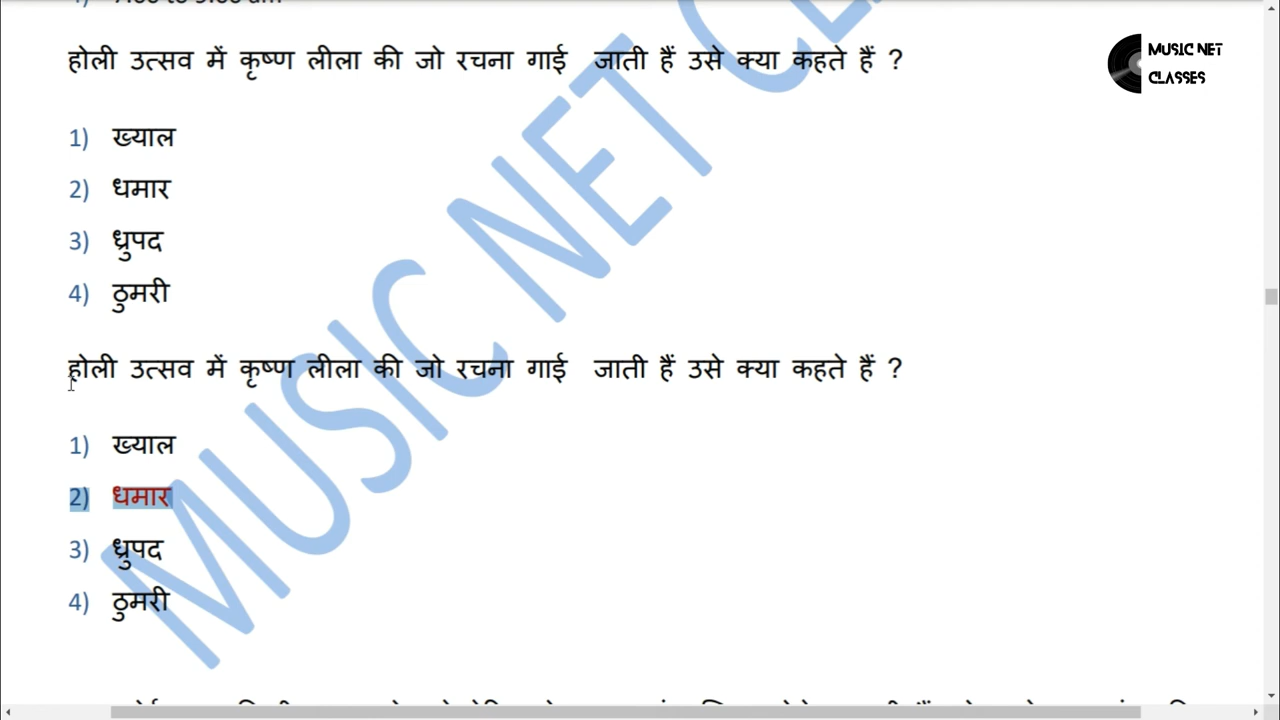 होली उत्सव में कृष्ण लीला की जो रचना गाई जाती हैं उसे क्या कहते हैं ?
MUSIC NET
CLASSES
1) ख्याल
2) धमार
3) ध्रुपद
4) ठुमरी
होली उत्सव में कृष्ण लीला की जो रचना गाई जाती हैं उसे क्या कहते हैं ?
1) ख्याल
2) धमार
3) ध्रुपद
4) ठुमरी
MUSIC NET